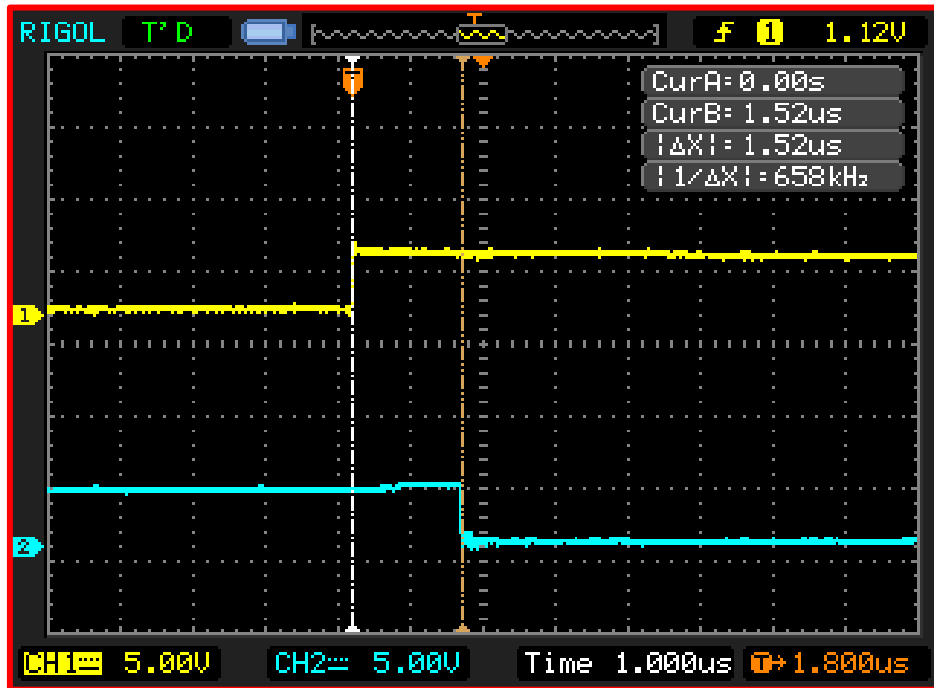 RIGOL T'D ƒ 1 1.12V
T
CurA=0.00s
CurB= 1.52us
|ΔX|= 1.52us
|1/ΔX|=658kHz
1
2
CH1 5.00V CH2 5.00V Time 1.000us T→1.800us